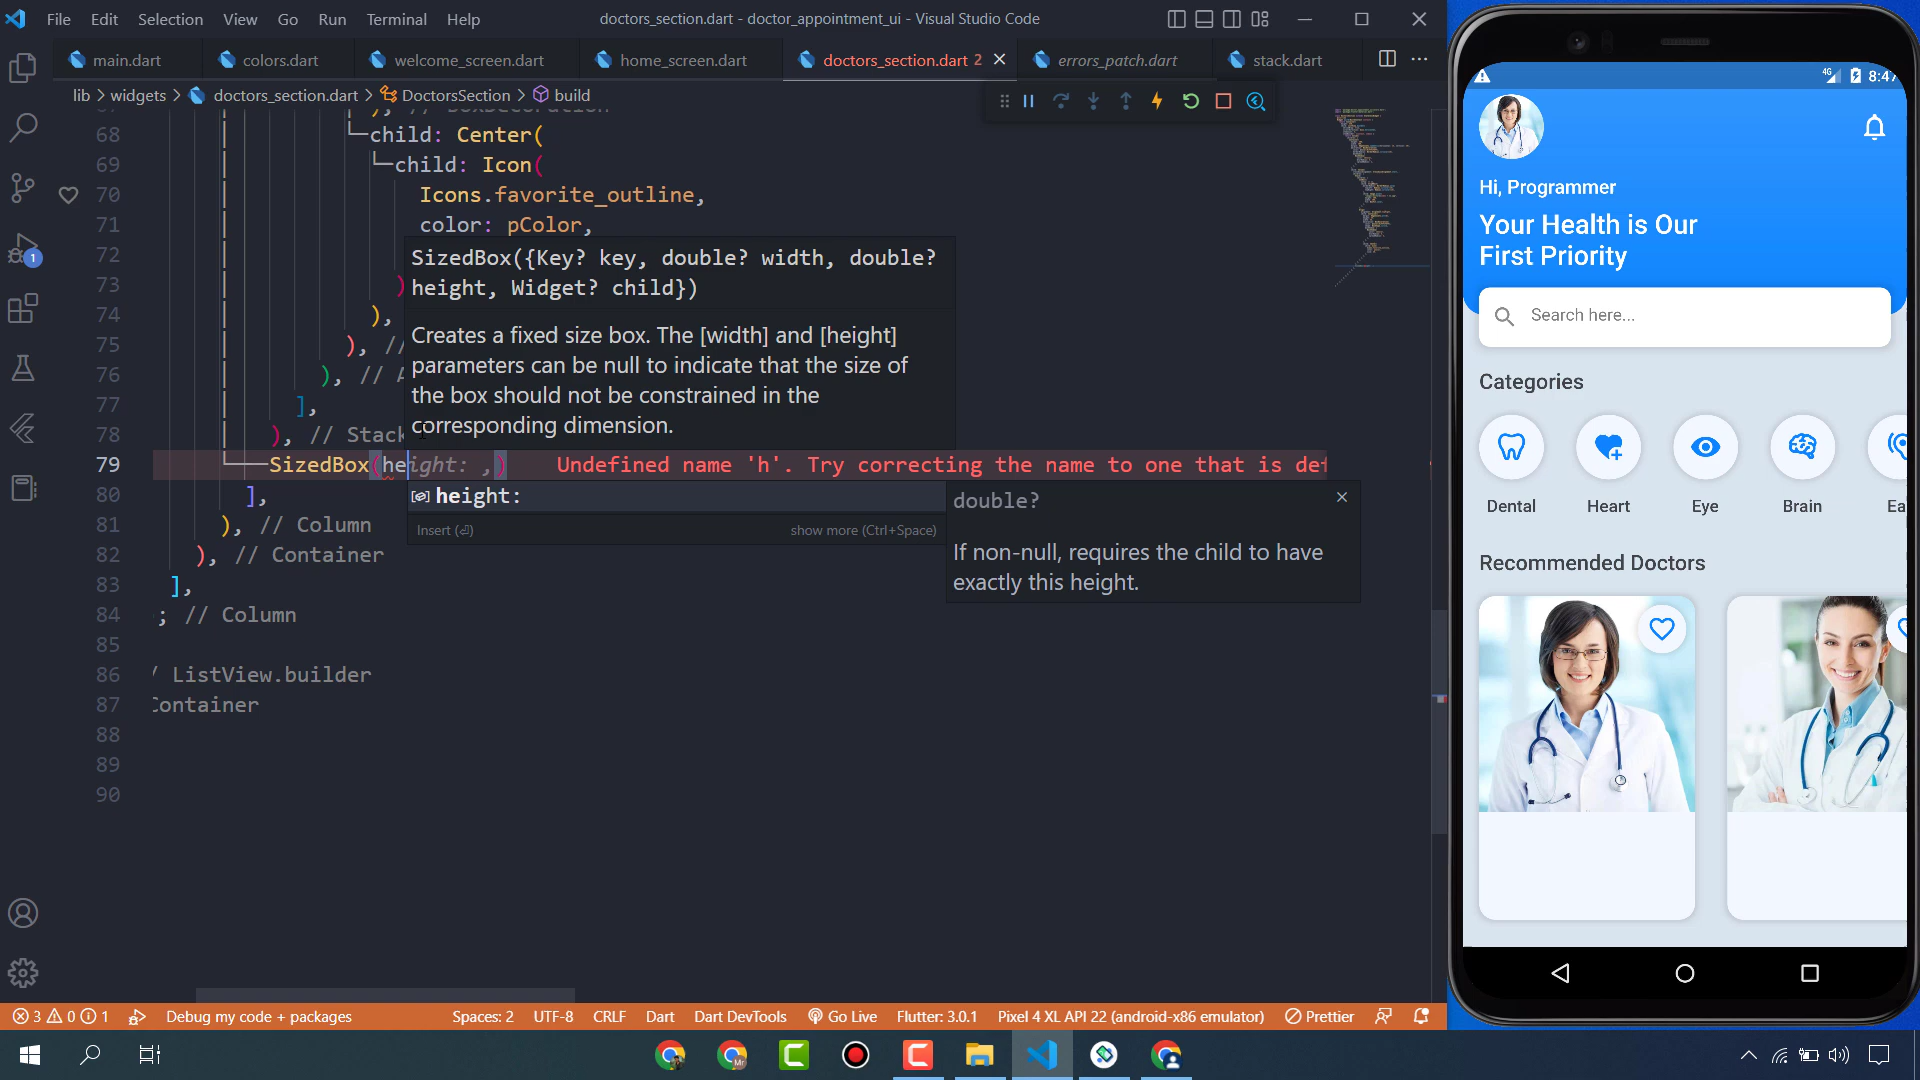 File Edit Selection View Go Run Terminal Help
doctors_section.dart - doctor_appointment_ui - Visual Studio Code
main.dart
colors.dart
welcome_screen.dart
home_screen.dart
doctors_section.dart 2
errors_patch.dart
stack.dart
lib > widgets > doctors_section.dart > DoctorsSection > build
68 child: Center(
69 child: Icon(
70 Icons.favorite_outline,
71 color: pColor,
72
73 )
74 ),
75 ), //
76 ), //
77 ],
78 ), // Stack
79 SizedBox(height: ,) Undefined name 'h'. Try correcting the name to one that is def
80 ],
81 ), // Column
82 ), // Container
83 ],
84 ; // Column
85
86 / ListView.builder
87 Container
88
89
90
SizedBox({Key? key, double? width, double?
height, Widget? child})
Creates a fixed size box. The [width] and [height]
parameters can be null to indicate that the size of
the box should not be constrained in the
corresponding dimension.
height:
Insert (⏎) show more (Ctrl+Space)
double?
If non-null, requires the child to have
exactly this height.
1
3 0 1 Debug my code + packages Spaces: 2 UTF-8 CRLF Dart Dart DevTools Go Live Flutter: 3.0.1 Pixel 4 XL API 22 (android-x86 emulator) Prettier
4G 8:47
Hi, Programmer
Your Health is Our
First Priority
Search here...
Categories
Dental Heart Eye Brain Ea
Recommended Doctors